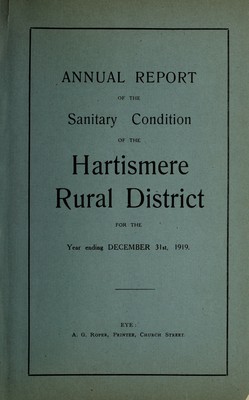 ANNUAL REPORT
OF THE
Sanitary Condition
OF THE
Hartismere
Rural District
FOR THE
Year ending DECEMBER 31st, 1919.
EYE:
A. G. ROPER, PRINTER, CHURCH STREET.